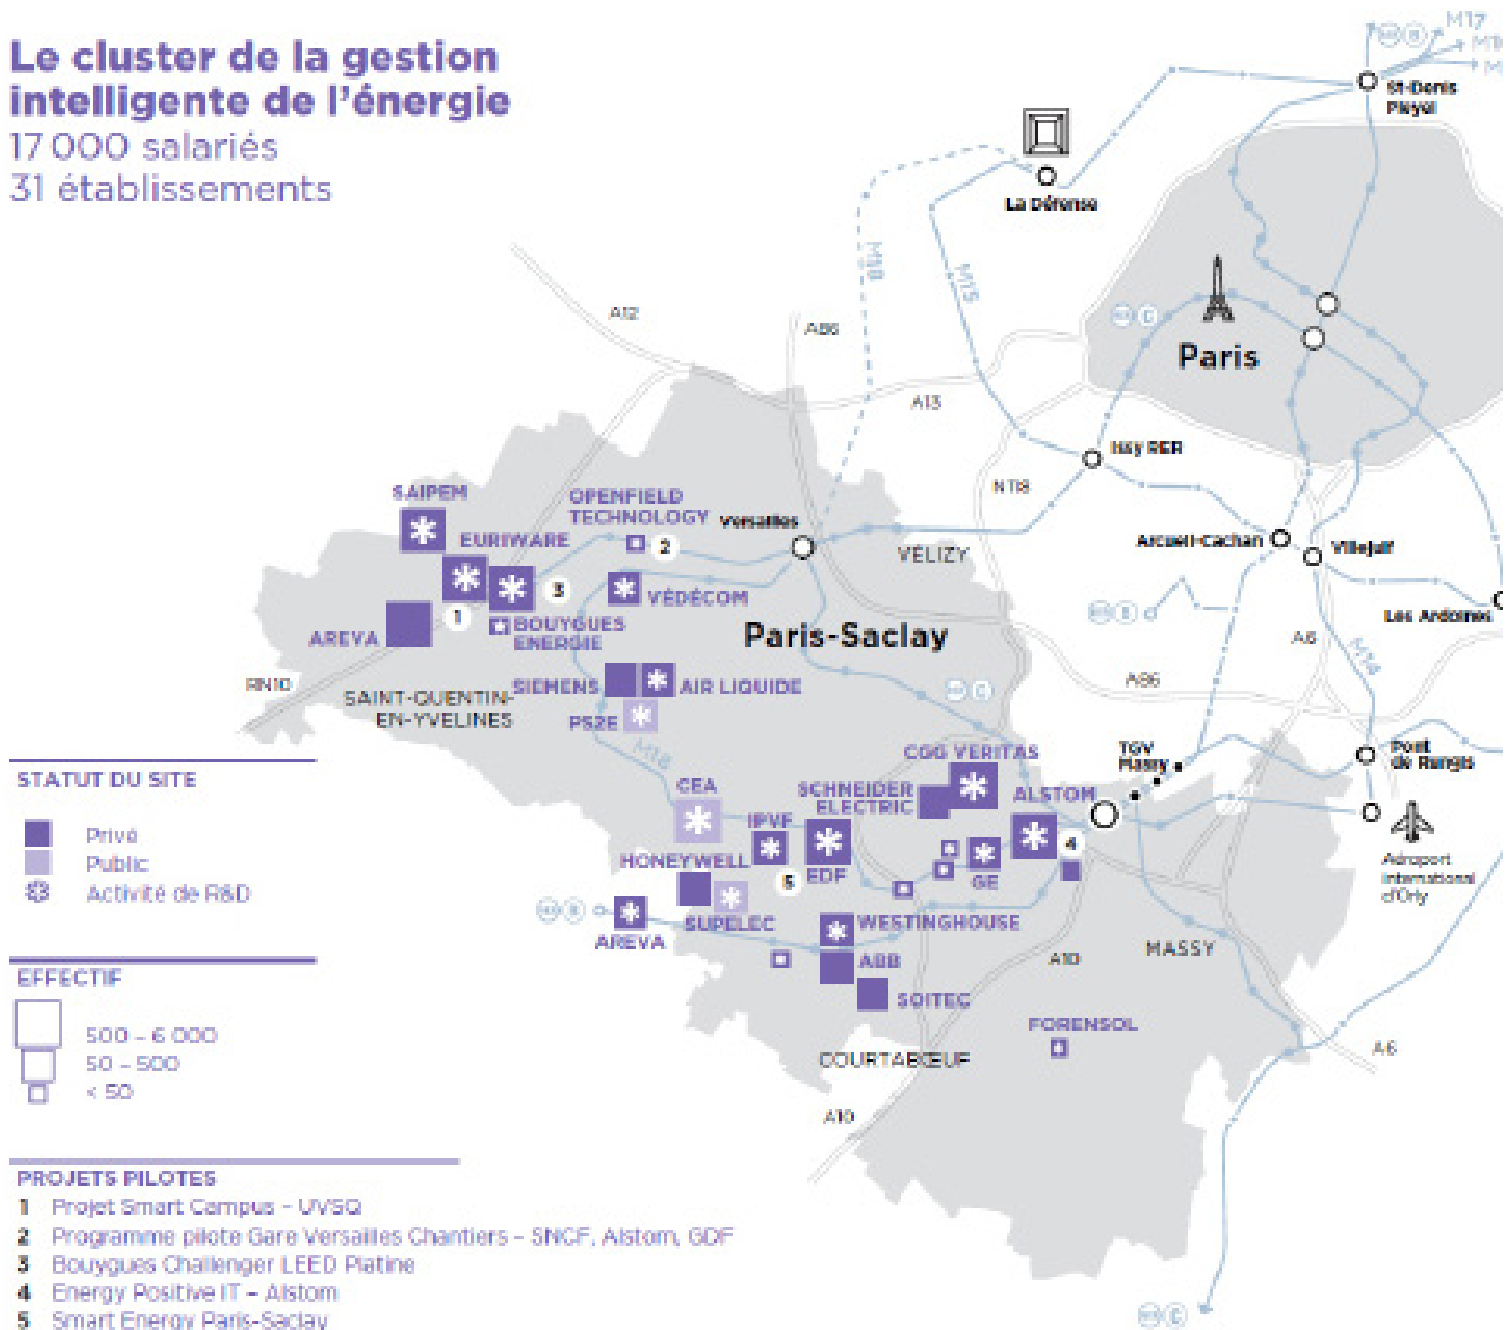 Le cluster de la gestion
intelligente de l'énergie
17 000 salariés
31 établissements
M17
St-Denis
Pleyel
La Défense
M18
M15
A12
A86
C
Paris
A13
Issy RER
N118
SAIPEM
OPENFIELD
TECHNOLOGY
Versailles
EURIWARE
2
VÉLIZY
Arcueil-Cachan
Villejuif
3
VÉDÉCOM
1
BOUYGUES
ENERGIE
AREVA
Paris-Saclay
B
Les Ardoines
A6
M14
RN10
SAINT-QUENTIN-
EN-YVELINES
SIEMENS
AIR LIQUIDE
C
A86
PS2E
M18
STATUT DU SITE
Privé
Public
Activité de R&D
CEA
CGG VERITAS
SCHNEIDER
ELECTRIC
ALSTOM
TGV
Massy
Pont
de Rungis
IPVF
HONEYWELL
EDF
5
GE
4
Aéroport
international
d'Orly
B
AREVA
SUPELEC
WESTINGHOUSE
ABB
A10
MASSY
SOITEC
EFFECTIF
500 – 6 000
50 – 500
< 50
FORENSOL
COURTABŒUF
A6
A10
PROJETS PILOTES
1 Projet Smart Campus – UVSQ
2 Programme pilote Gare Versailles Chantiers – SNCF, Alstom, GDF
3 Bouygues Challenger LEED Platine
4 Energy Positive IT – Alstom
5 Smart Energy Paris-Saclay
C